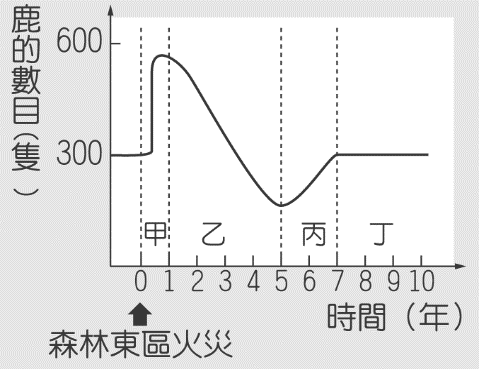 鹿的數目(隻)
600
300
甲 乙 丙 丁
0 1 2 3 4 5 6 7 8 9 10
時間(年)
森林東區火災